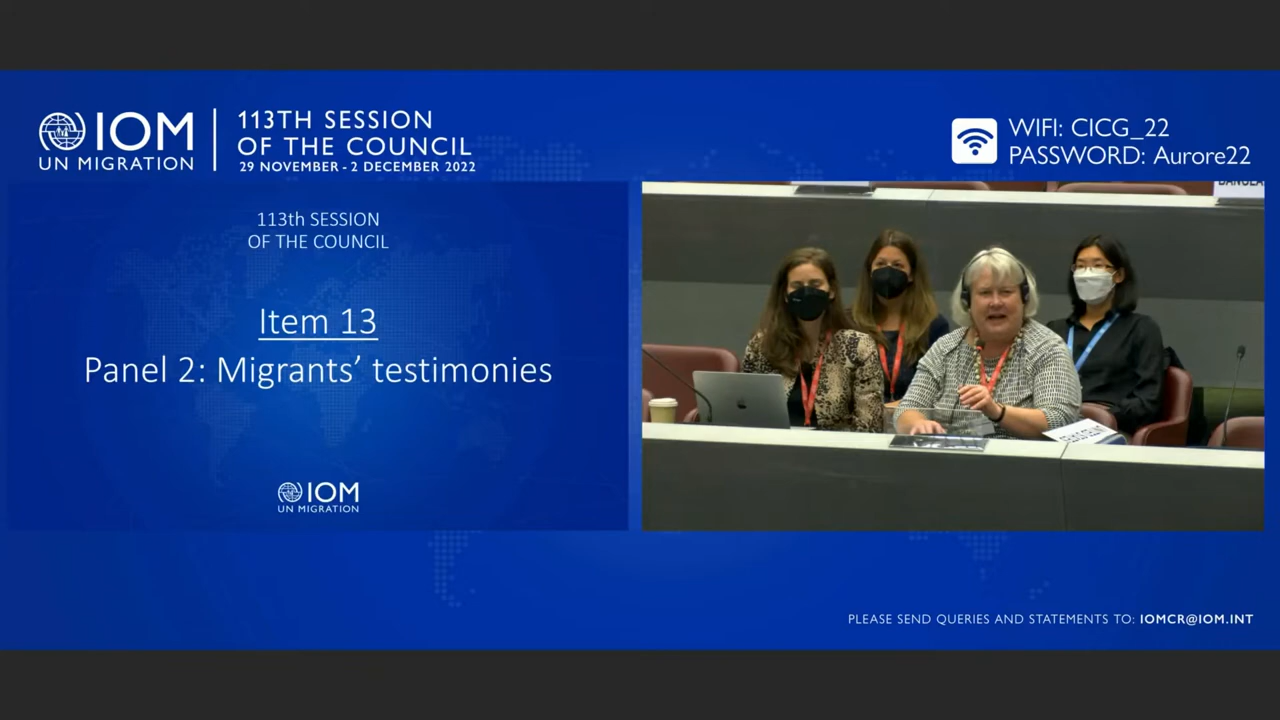 IOM
UN MIGRATION
113TH SESSION
OF THE COUNCIL
29 NOVEMBER - 2 DECEMBER 2022
WIFI: CICG_22
PASSWORD: Aurore22
113th SESSION
OF THE COUNCIL
Item 13
Panel 2: Migrants’ testimonies
IOM
UN MIGRATION
PLEASE SEND QUERIES AND STATEMENTS TO: IOMCR@IOM.INT